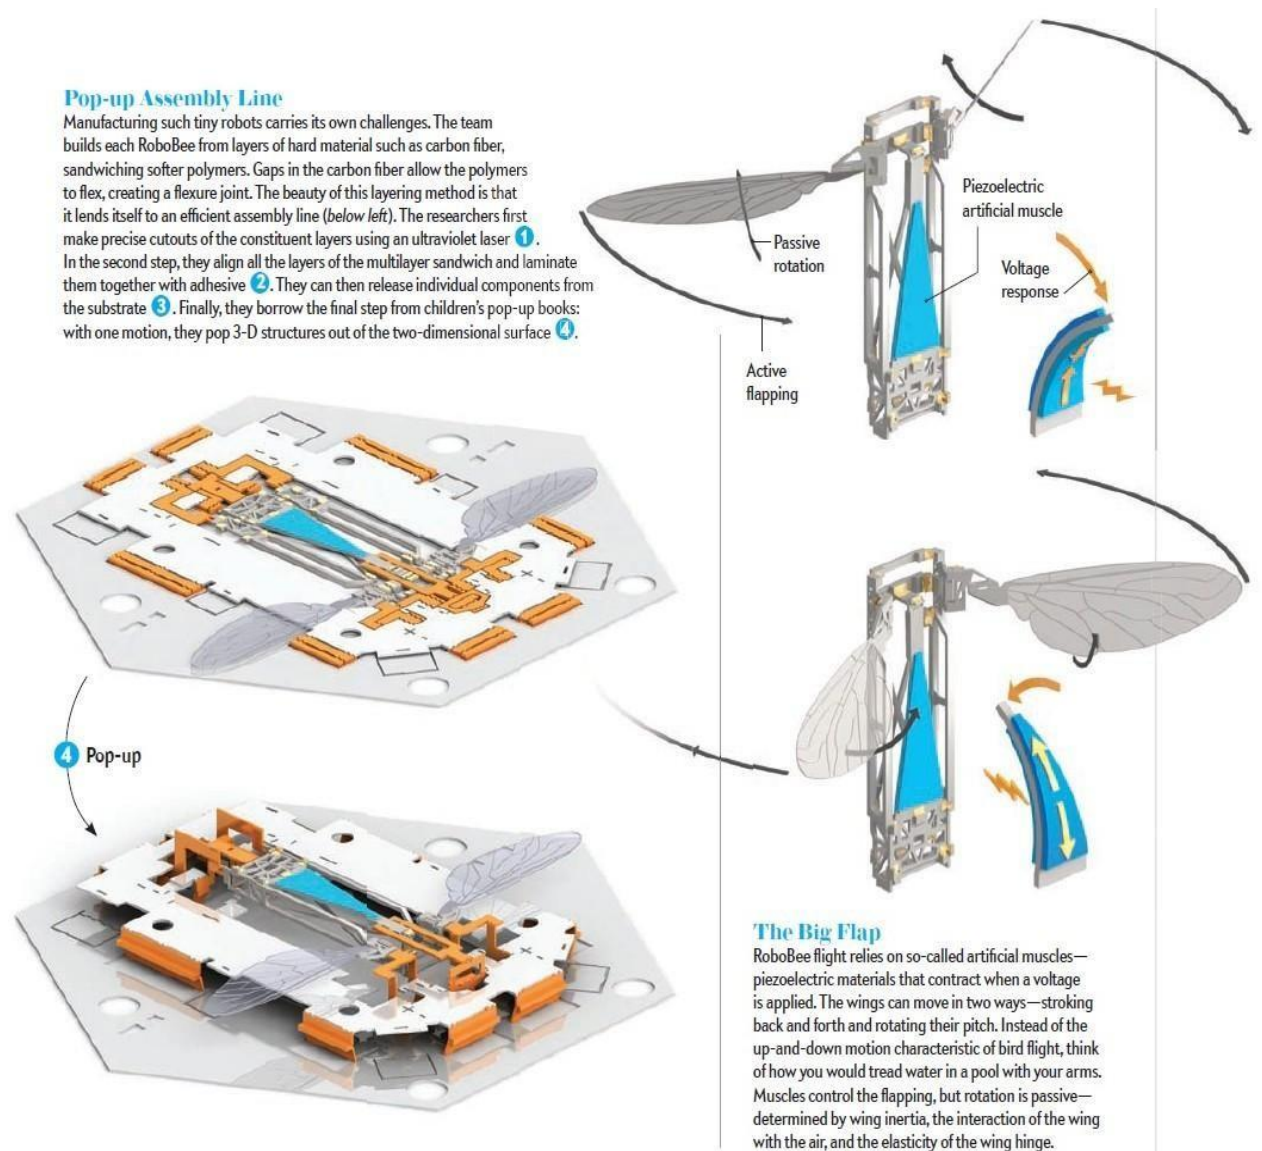 Pop-up Assembly Line
Manufacturing such tiny robots carries its own challenges. The team
builds each RoboBee from layers of hard material such as carbon fiber,
sandwiching softer polymers. Gaps in the carbon fiber allow the polymers
to flex, creating a flexure joint. The beauty of this layering method is that
it lends itself to an efficient assembly line (below left). The researchers first
make precise cutouts of the constituent layers using an ultraviolet laser 1.
In the second step, they align all the layers of the multilayer sandwich and laminate
them together with adhesive 2. They can then release individual components from
the substrate 3. Finally, they borrow the final step from children's pop-up books:
with one motion, they pop 3-D structures out of the two-dimensional surface 4.
Piezoelectric
artificial muscle
Passive
rotation
Voltage
response
Active
flapping
4 Pop-up
The Big Flap
RoboBee flight relies on so-called artificial muscles—
piezoelectric materials that contract when a voltage
is applied. The wings can move in two ways—stroking
back and forth and rotating their pitch. Instead of the
up-and-down motion characteristic of bird flight, think
of how you would tread water in a pool with your arms.
Muscles control the flapping, but rotation is passive—
determined by wing inertia, the interaction of the wing
with the air, and the elasticity of the wing hinge.